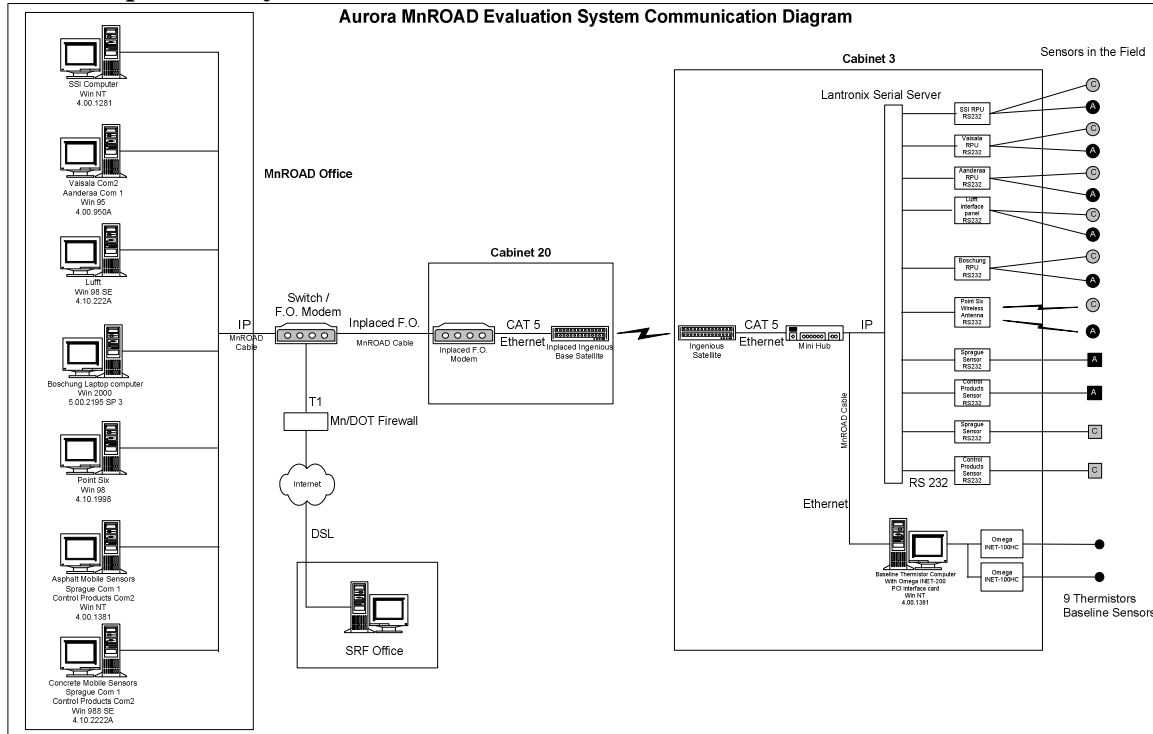 Aurora MnROAD Evaluation System Communication Diagram
SSI Computer
Win NT
4.00.1281
Vaisala Com2
Aanderaa Com 1
Win 95
4.00.950A
Lufft
Win 98 SE
4.10.222A
Boschung Laptop computer
Win 2000
5.00.2195 SP 3
Point Six
Win 98
4.10.1998
Asphalt Mobile Sensors
Sprague Com 1
Control Products Com2
Win NT
4.00.1381
Concrete Mobile Sensors
Sprague Com 1
Control Products Com2
Win 988 SE
4.10.2222A
MnROAD Office
IP
MnROAD
Cable
Switch /
F.O. Modem
Inplaced F.O.
MnROAD Cable
T1
Mn/DOT Firewall
Internet
DSL
SRF Office
Cabinet 20
Inplaced F.O.
Modem
CAT 5
Ethernet
Inplaced Ingenious
Base Satellite
Cabinet 3
Ingenious
Satellite
CAT 5
Ethernet
Mini Hub
IP
MnROAD Cable
Ethernet
Lantronix Serial Server
RS 232
SSI RPU
RS232
Vaisala
RPU
RS232
Aanderaa
RPU
RS232
Lufft
interface
panel
RS232
Boschung
RPU
RS232
Point Six
Wireless
Antenna
RS232
Sprague
Sensor
RS232
Control
Products
Sensor
RS232
Sprague
Sensor
RS232
Control
Products
Sensor
RS232
Baseline Thermistor Computer
With Omega INET-200
PCI interface card
Win NT
4.00.1381
Omega
INET-100HC
Omega
INET-100HC
Sensors in the Field
C
A
C
A
C
A
C
A
C
A
C
A
A
A
C
C
9 Thermistors
Baseline Sensors